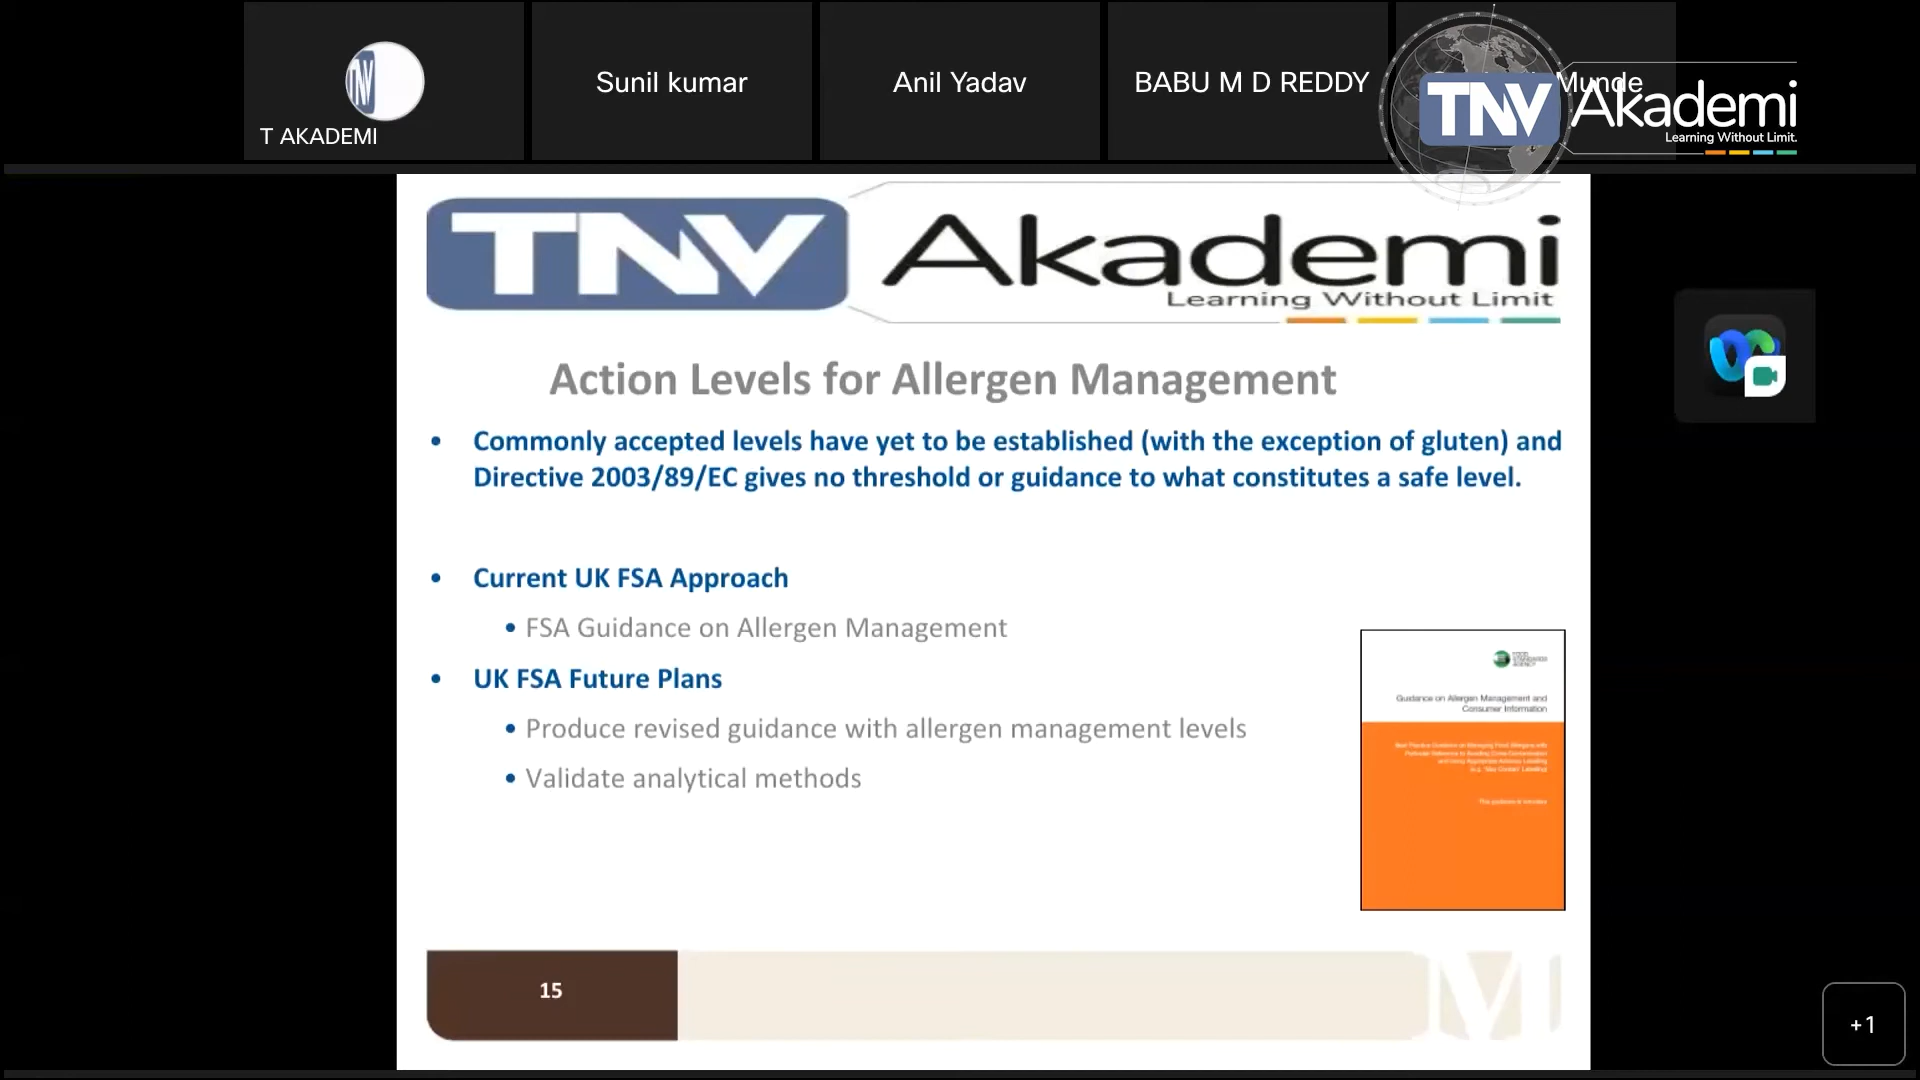 TNV
T AKADEMI
Sunil kumar
Anil Yadav
BABU M D REDDY
Munde
TNV Akademi
Learning Without Limit.
TNV Akademi
Learning Without Limit
Action Levels for Allergen Management
• Commonly accepted levels have yet to be established (with the exception of gluten) and
Directive 2003/89/EC gives no threshold or guidance to what constitutes a safe level.
• Current UK FSA Approach
• FSA Guidance on Allergen Management
• UK FSA Future Plans
• Produce revised guidance with allergen management levels
• Validate analytical methods
FOOD
STANDARDS
AGENCY
Guidance on Allergen Management and
Consumer Information
15
M
+1